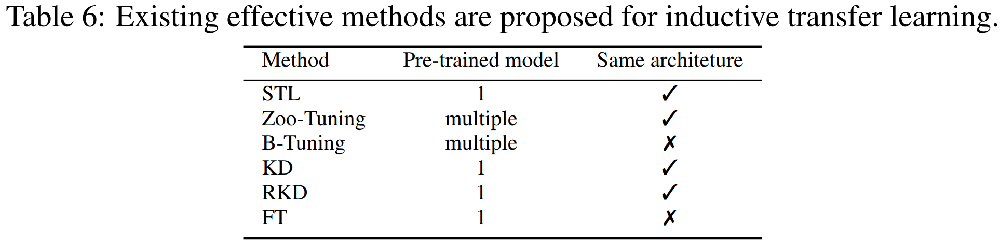 Table 6: Existing effective methods are proposed for inductive transfer learning.
Method Pre-trained model Same architeture
STL 1 ✓
Zoo-Tuning multiple ✓
B-Tuning multiple ✗
KD 1 ✓
RKD 1 ✓
FT 1 ✗